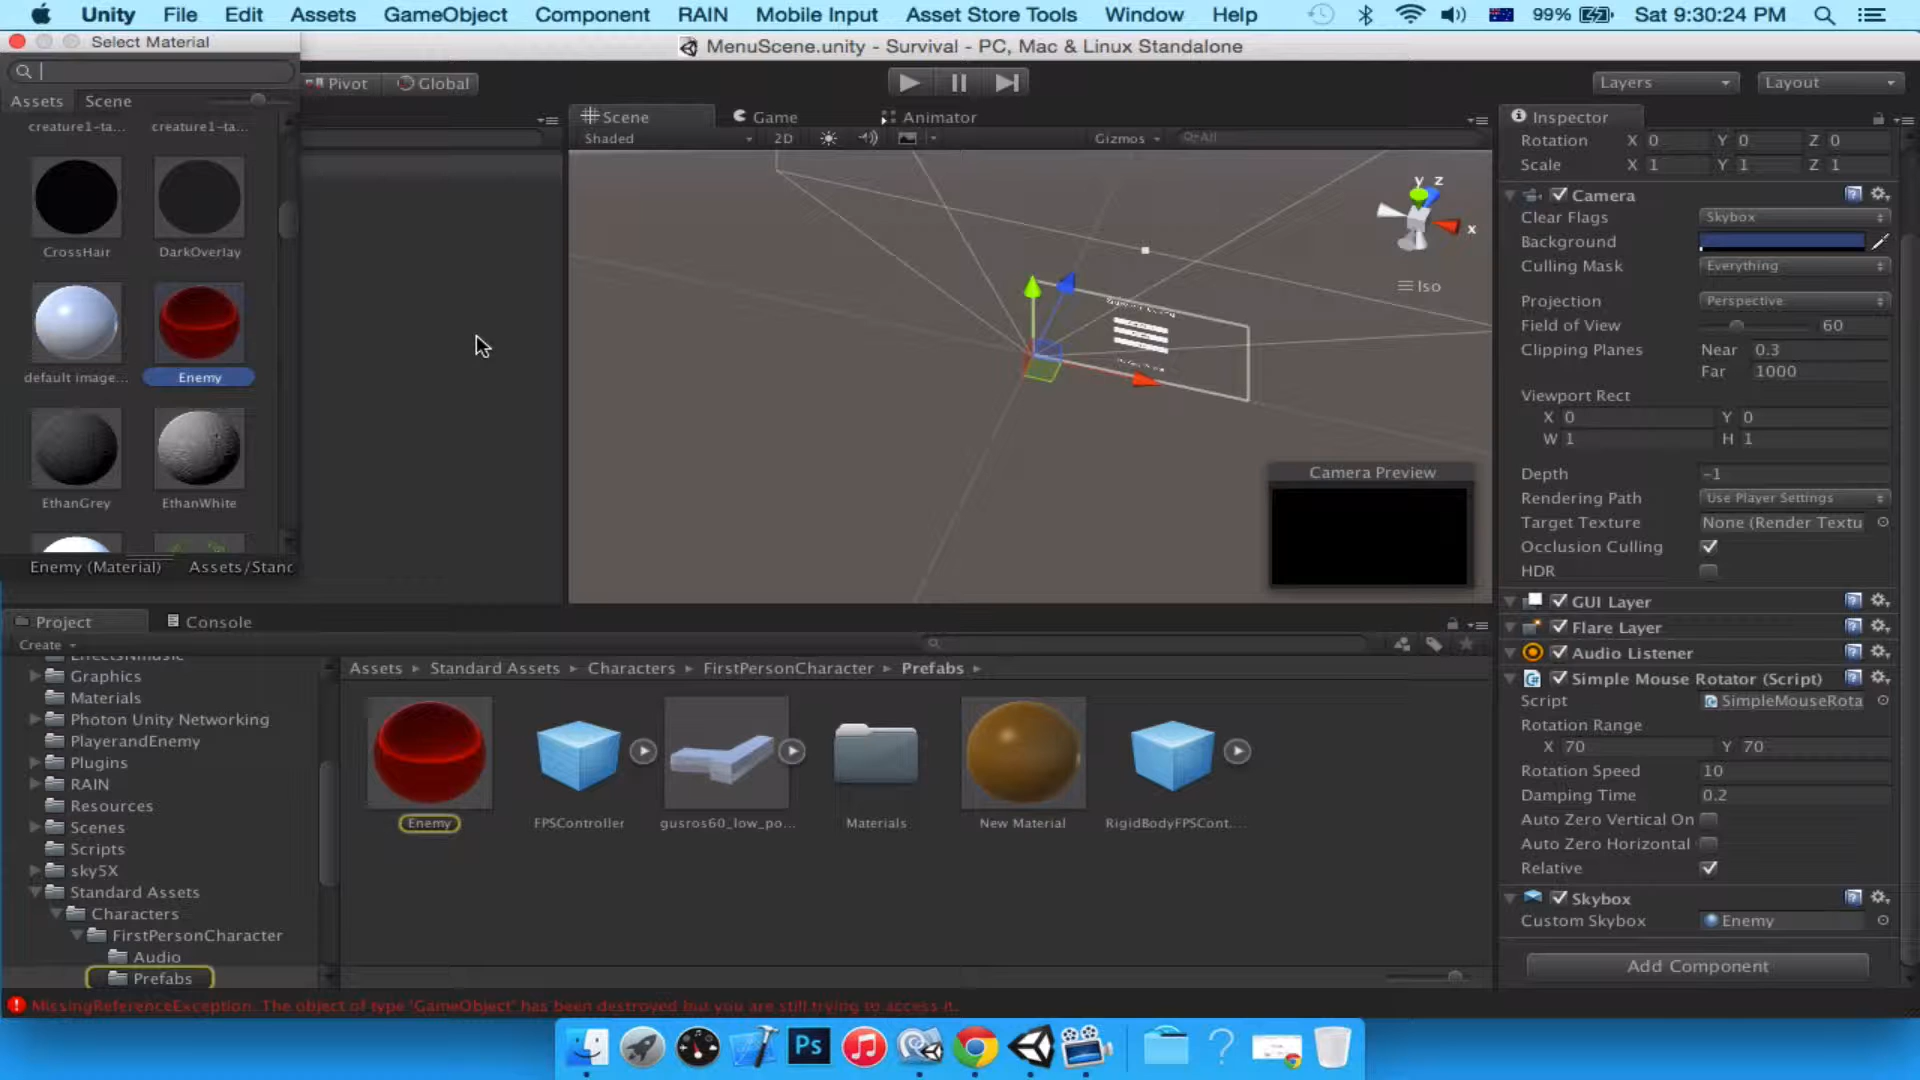 Unity File Edit Assets GameObject Component RAIN Mobile Input Asset Store Tools Window Help 99% Sat 9:30:24 PM
Select Material
MenuScene.unity - Survival - PC, Mac & Linux Standalone
Pivot Global
Layers Layout
Assets Scene
creature1-ta... creature1-ta...
CrossHair DarkOverlay
default image... Enemy
EthanGrey EthanWhite
Enemy (Material) Assets/Stand
Scene Game Animator
Shaded 2D Gizmos All
y z
x
Iso
Camera Preview
Inspector
Rotation X 0 Y 0 Z 0
Scale X 1 Y 1 Z 1
Camera
Clear Flags Skybox
Background
Culling Mask Everything
Projection Perspective
Field of View 60
Clipping Planes Near 0.3
Far 1000
Viewport Rect
X 0 Y 0
W 1 H 1
Depth -1
Rendering Path Use Player Settings
Target Texture None (Render Textu
Occlusion Culling
HDR
GUI Layer
Flare Layer
Audio Listener
Simple Mouse Rotator (Script)
Script SimpleMouseRota
Rotation Range
X 70 Y 70
Rotation Speed 10
Damping Time 0.2
Auto Zero Vertical On
Auto Zero Horizontal
Relative
Skybox
Custom Skybox Enemy
Add Component
Project Console
Create
Graphics
Materials
Photon Unity Networking
PlayerandEnemy
Plugins
RAIN
Resources
Scenes
Scripts
sky5X
Standard Assets
Characters
FirstPersonCharacter
Audio
Prefabs
Assets Standard Assets Characters FirstPersonCharacter Prefabs
Enemy FPSController gusros60_low_po... Materials New Material RigidBodyFPSCont...
MissingReferenceException: The object of type 'GameObject' has been destroyed but you are still trying to access it.
Ps